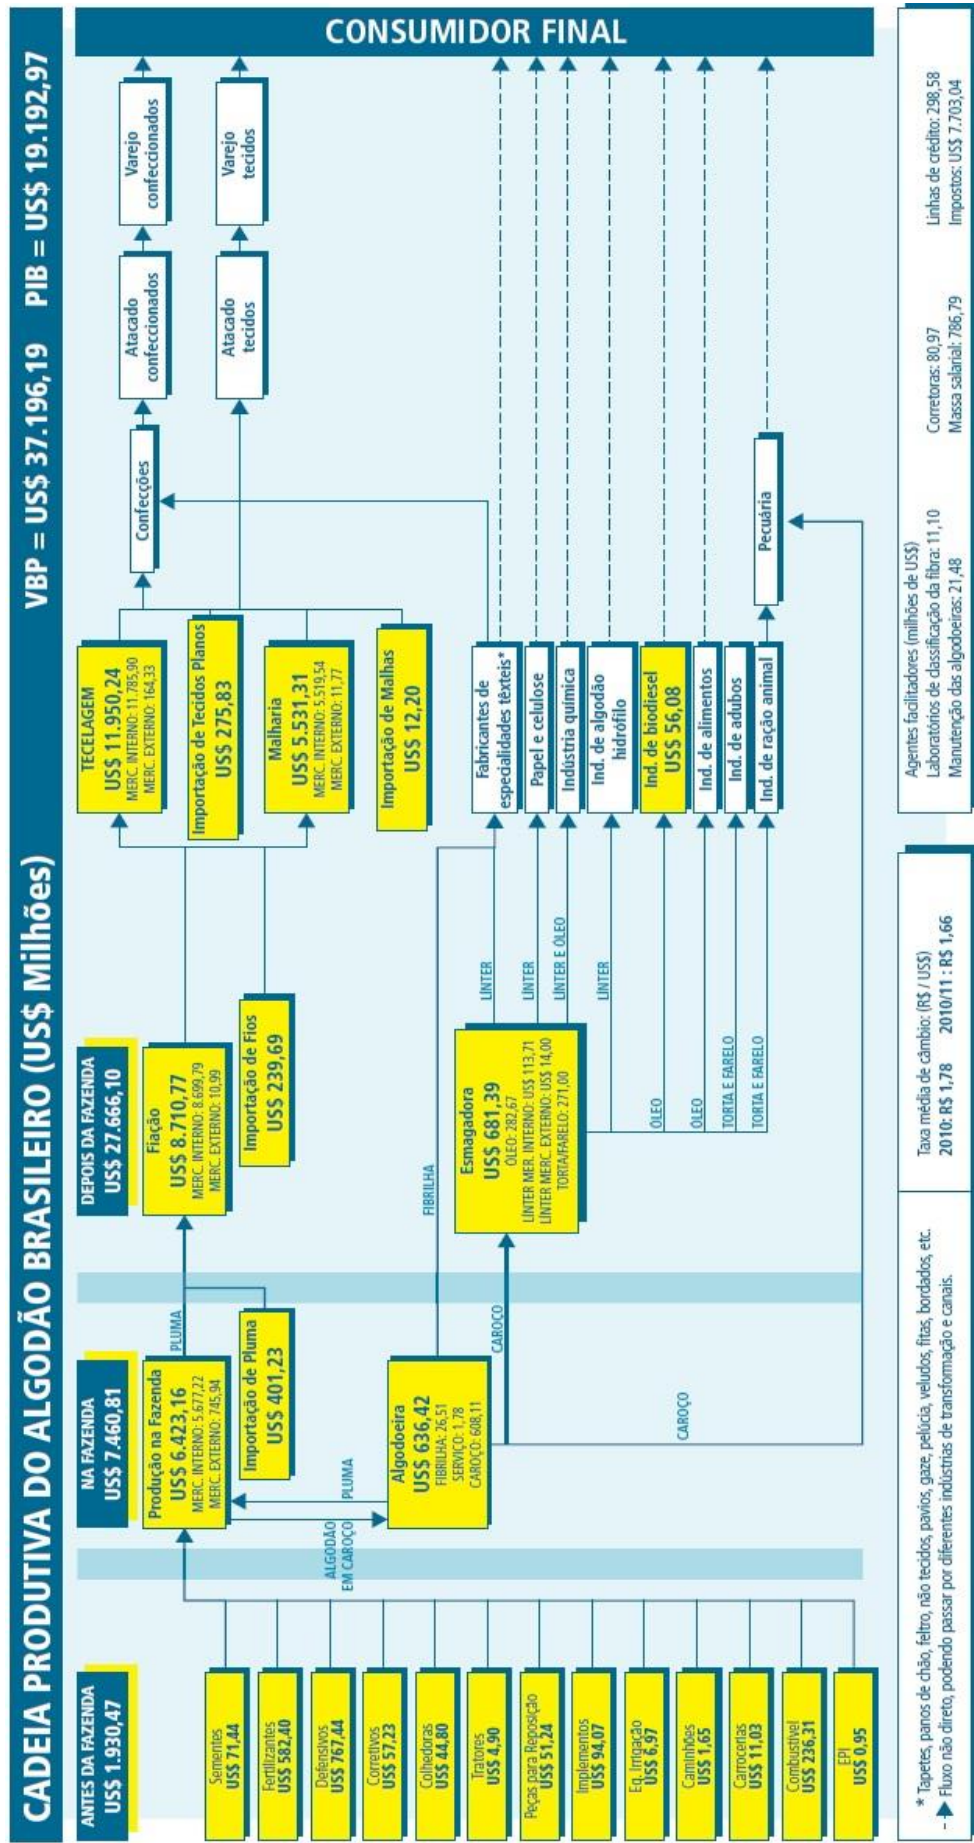 CADEIA PRODUTIVA DO ALGODÃO BRASILEIRO (US$ Milhões)
VBP = US$ 37.196,19
PIB = US$ 19.192,97
ANTES DA FAZENDA
US$ 1.930,47
NA FAZENDA
US$ 7.460,81
DEPOIS DA FAZENDA
US$ 27.666,10
Sementes
US$ 71,44
Fertilizantes
US$ 582,40
Defensivos
US$ 767,44
Corretivos
US$ 57,23
Colhedoras
US$ 44,80
Tratores
US$ 4,90
Peças para Reposição
US$ 51,24
Implementos
US$ 94,07
Eq. Irrigação
US$ 6,97
Caminhões
US$ 1,65
Carrocerias
US$ 11,03
Combustível
US$ 236,31
EPI
US$ 0,95
Produção na Fazenda
US$ 6.423,16
MERC. INTERNO: 5.677,22
MERC. EXTERNO: 745,94
PLUMA
Importação de Pluma
US$ 401,23
ALGODÃO
EM CAROÇO
PLUMA
Algodoeira
US$ 636,42
FIBRILHA: 26,51
SERVIÇO: 1,78
CAROÇO: 608,11
FIBRILHA
CAROÇO
CAROÇO
Fiação
US$ 8.710,77
MERC. INTERNO: 8.699,79
MERC. EXTERNO: 10,99
Importação de Fios
US$ 239,69
Esmagadora
US$ 681,39
ÓLEO: 282,67
LÍNTER MER. INTERNO: US$ 113,71
LÍNTER MERC. EXTERNO: US$ 14,00
TORTA/FARELO: 271,00
LÍNTER
LÍNTER
LÍNTER E ÓLEO
LÍNTER
ÓLEO
ÓLEO
TORTA E FARELO
TORTA E FARELO
TECELAGEM
US$ 11.950,24
MERC. INTERNO: 11.785,90
MERC. EXTERNO: 164,33
Importação de Tecidos Planos
US$ 275,83
Malharia
US$ 5.531,31
MERC. INTERNO: 5.519,54
MERC. EXTERNO: 11,77
Importação de Malhas
US$ 12,20
Fabricantes de
especialidades têxteis*
Papel e celulose
Indústria química
Ind. de algodão
hidrófilo
Ind. de biodiesel
US$ 56,08
Ind. de alimentos
Ind. de adubos
Ind. de ração animal
Confecções
Pecuária
Atacado
confeccionados
Varejo
confeccionados
Atacado
tecidos
Varejo
tecidos
CONSUMIDOR FINAL
* Tapetes, panos de chão, feltro, não tecidos, pavios, gaze, pelúcia, veludos, fitas, bordados, etc.
Fluxo não direto, podendo passar por diferentes indústrias de transformação e canais.
Taxa média de câmbio: (R$ / US$)
2010: R$ 1,78 2010/11 : R$ 1,66
Agentes facilitadores (milhões de US$)
Laboratórios de classificação da fibra: 11,10
Manutenção das algodoeiras: 21,48
Corretoras: 80,97
Massa salarial: 786,79
Linhas de crédito: 298,58
Impostos: US$ 7.703,04